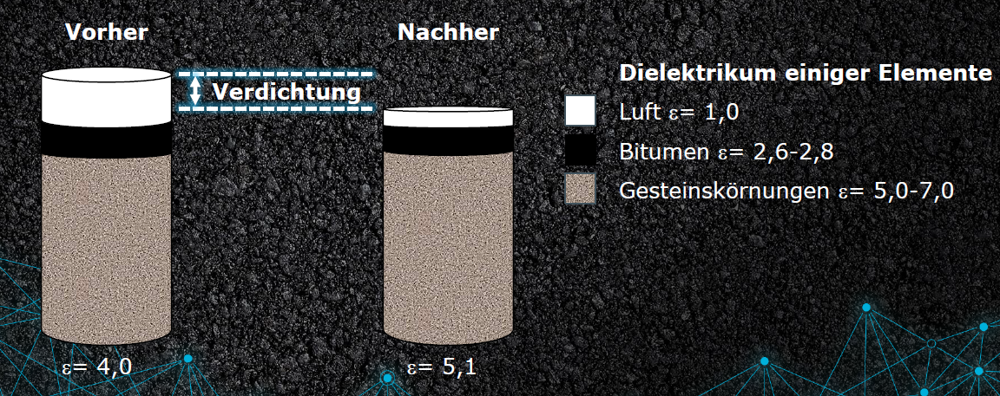 Vorher
Nachher
Verdichtung
Dielektrikum einiger Elemente
Luft ε= 1,0
Bitumen ε= 2,6-2,8
Gesteinskörnungen ε= 5,0-7,0
ε= 4,0
ε= 5,1